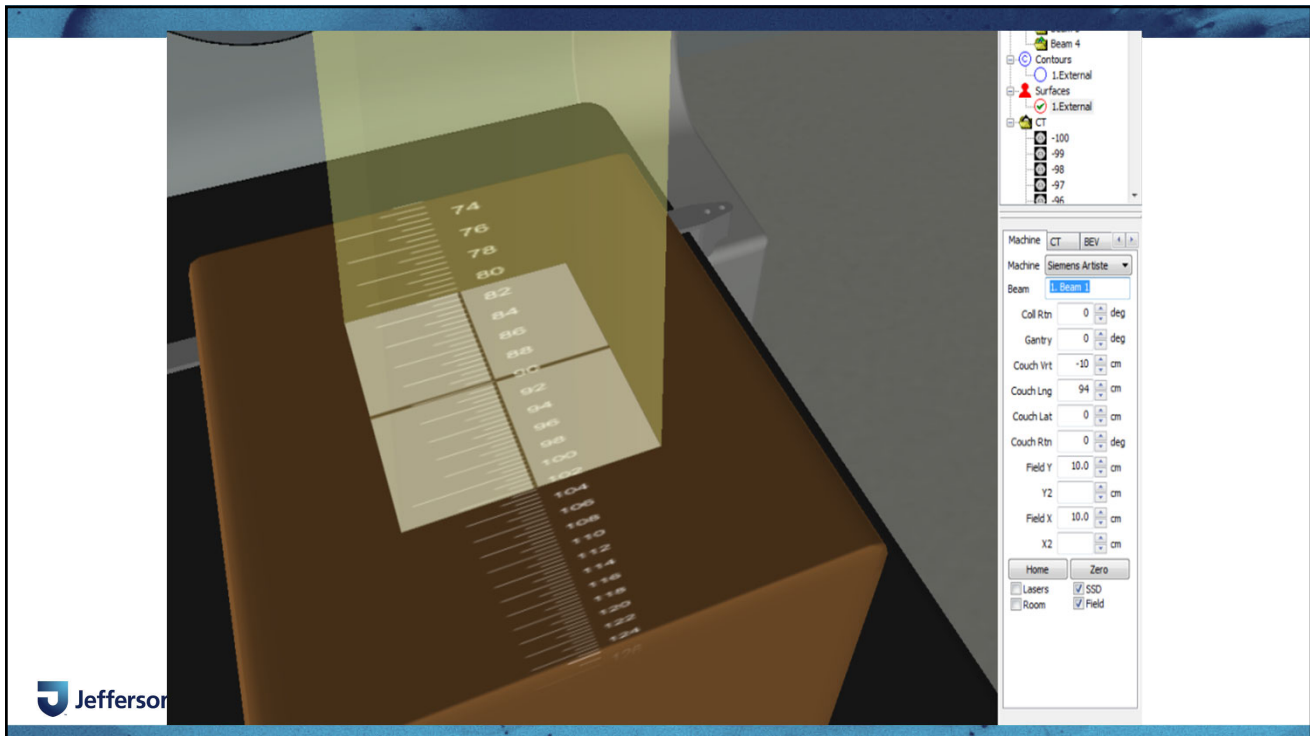 Beam 4
Contours
1.External
Surfaces
1.External
CT
-100
-99
-98
-97
-96
Machine CT BEV
Machine Siemens Artiste
Beam 1. Beam 1
Coll Rtn 0 deg
Gantry 0 deg
Couch Vrt -10 cm
Couch Lng 94 cm
Couch Lat 0 cm
Couch Rtn 0 deg
Field Y 10.0 cm
Y2 cm
Field X 10.0 cm
X2 cm
Home Zero
Lasers SSD
Room Field
74
76
78
80
82
84
86
88
90
92
94
96
98
100
102
104
106
108
110
112
114
116
118
120
122
124
126
Jefferson